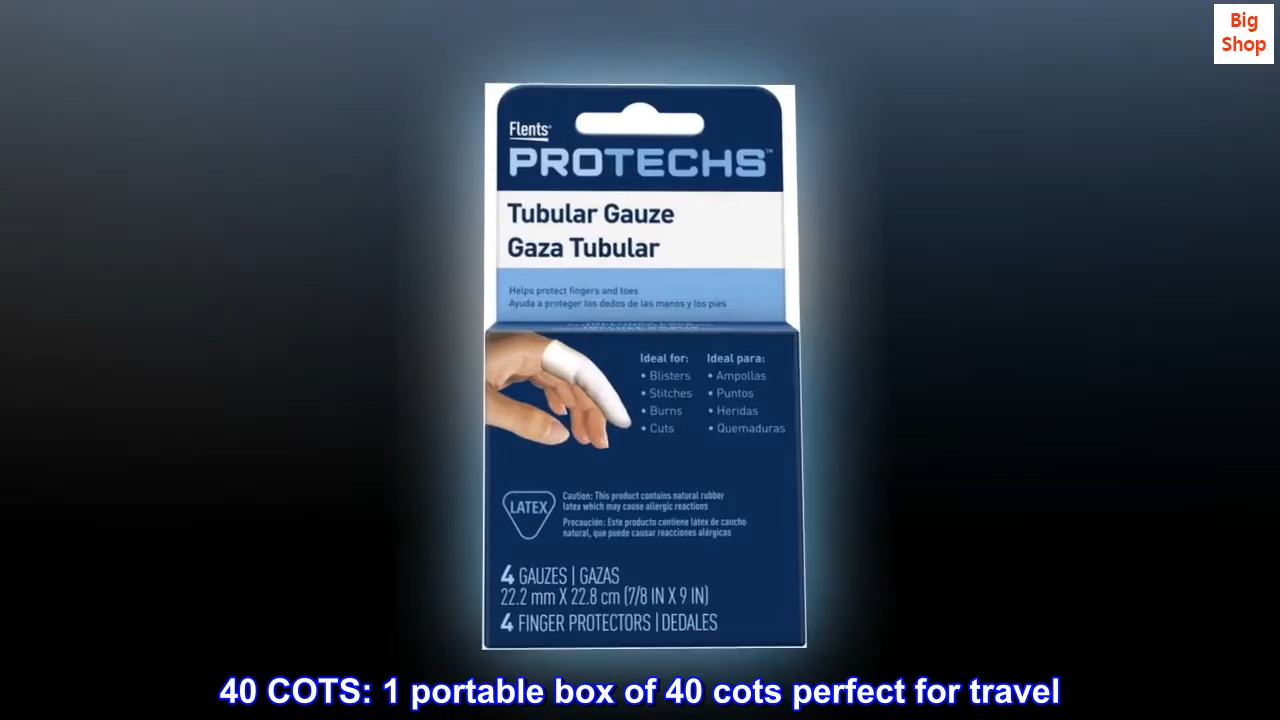 Big
Shop
Flents®
PROTECHS™
Tubular Gauze
Gaza Tubular
Helps protect fingers and toes
Ayuda a proteger los dedos de las manos y los pies
Ideal for:
• Blisters
• Stitches
• Burns
• Cuts
Ideal para:
• Ampollas
• Puntos
• Heridas
• Quemaduras
LATEX
Caution: This product contains natural rubber
latex which may cause allergic reactions
Precaución: Este producto contiene látex de caucho
natural, que puede causar reacciones alérgicas
4 GAUZES | GAZAS
22.2 mm X 22.8 cm (7/8 IN X 9 IN)
4 FINGER PROTECTORS | DEDALES
40 COTS: 1 portable box of 40 cots perfect for travel